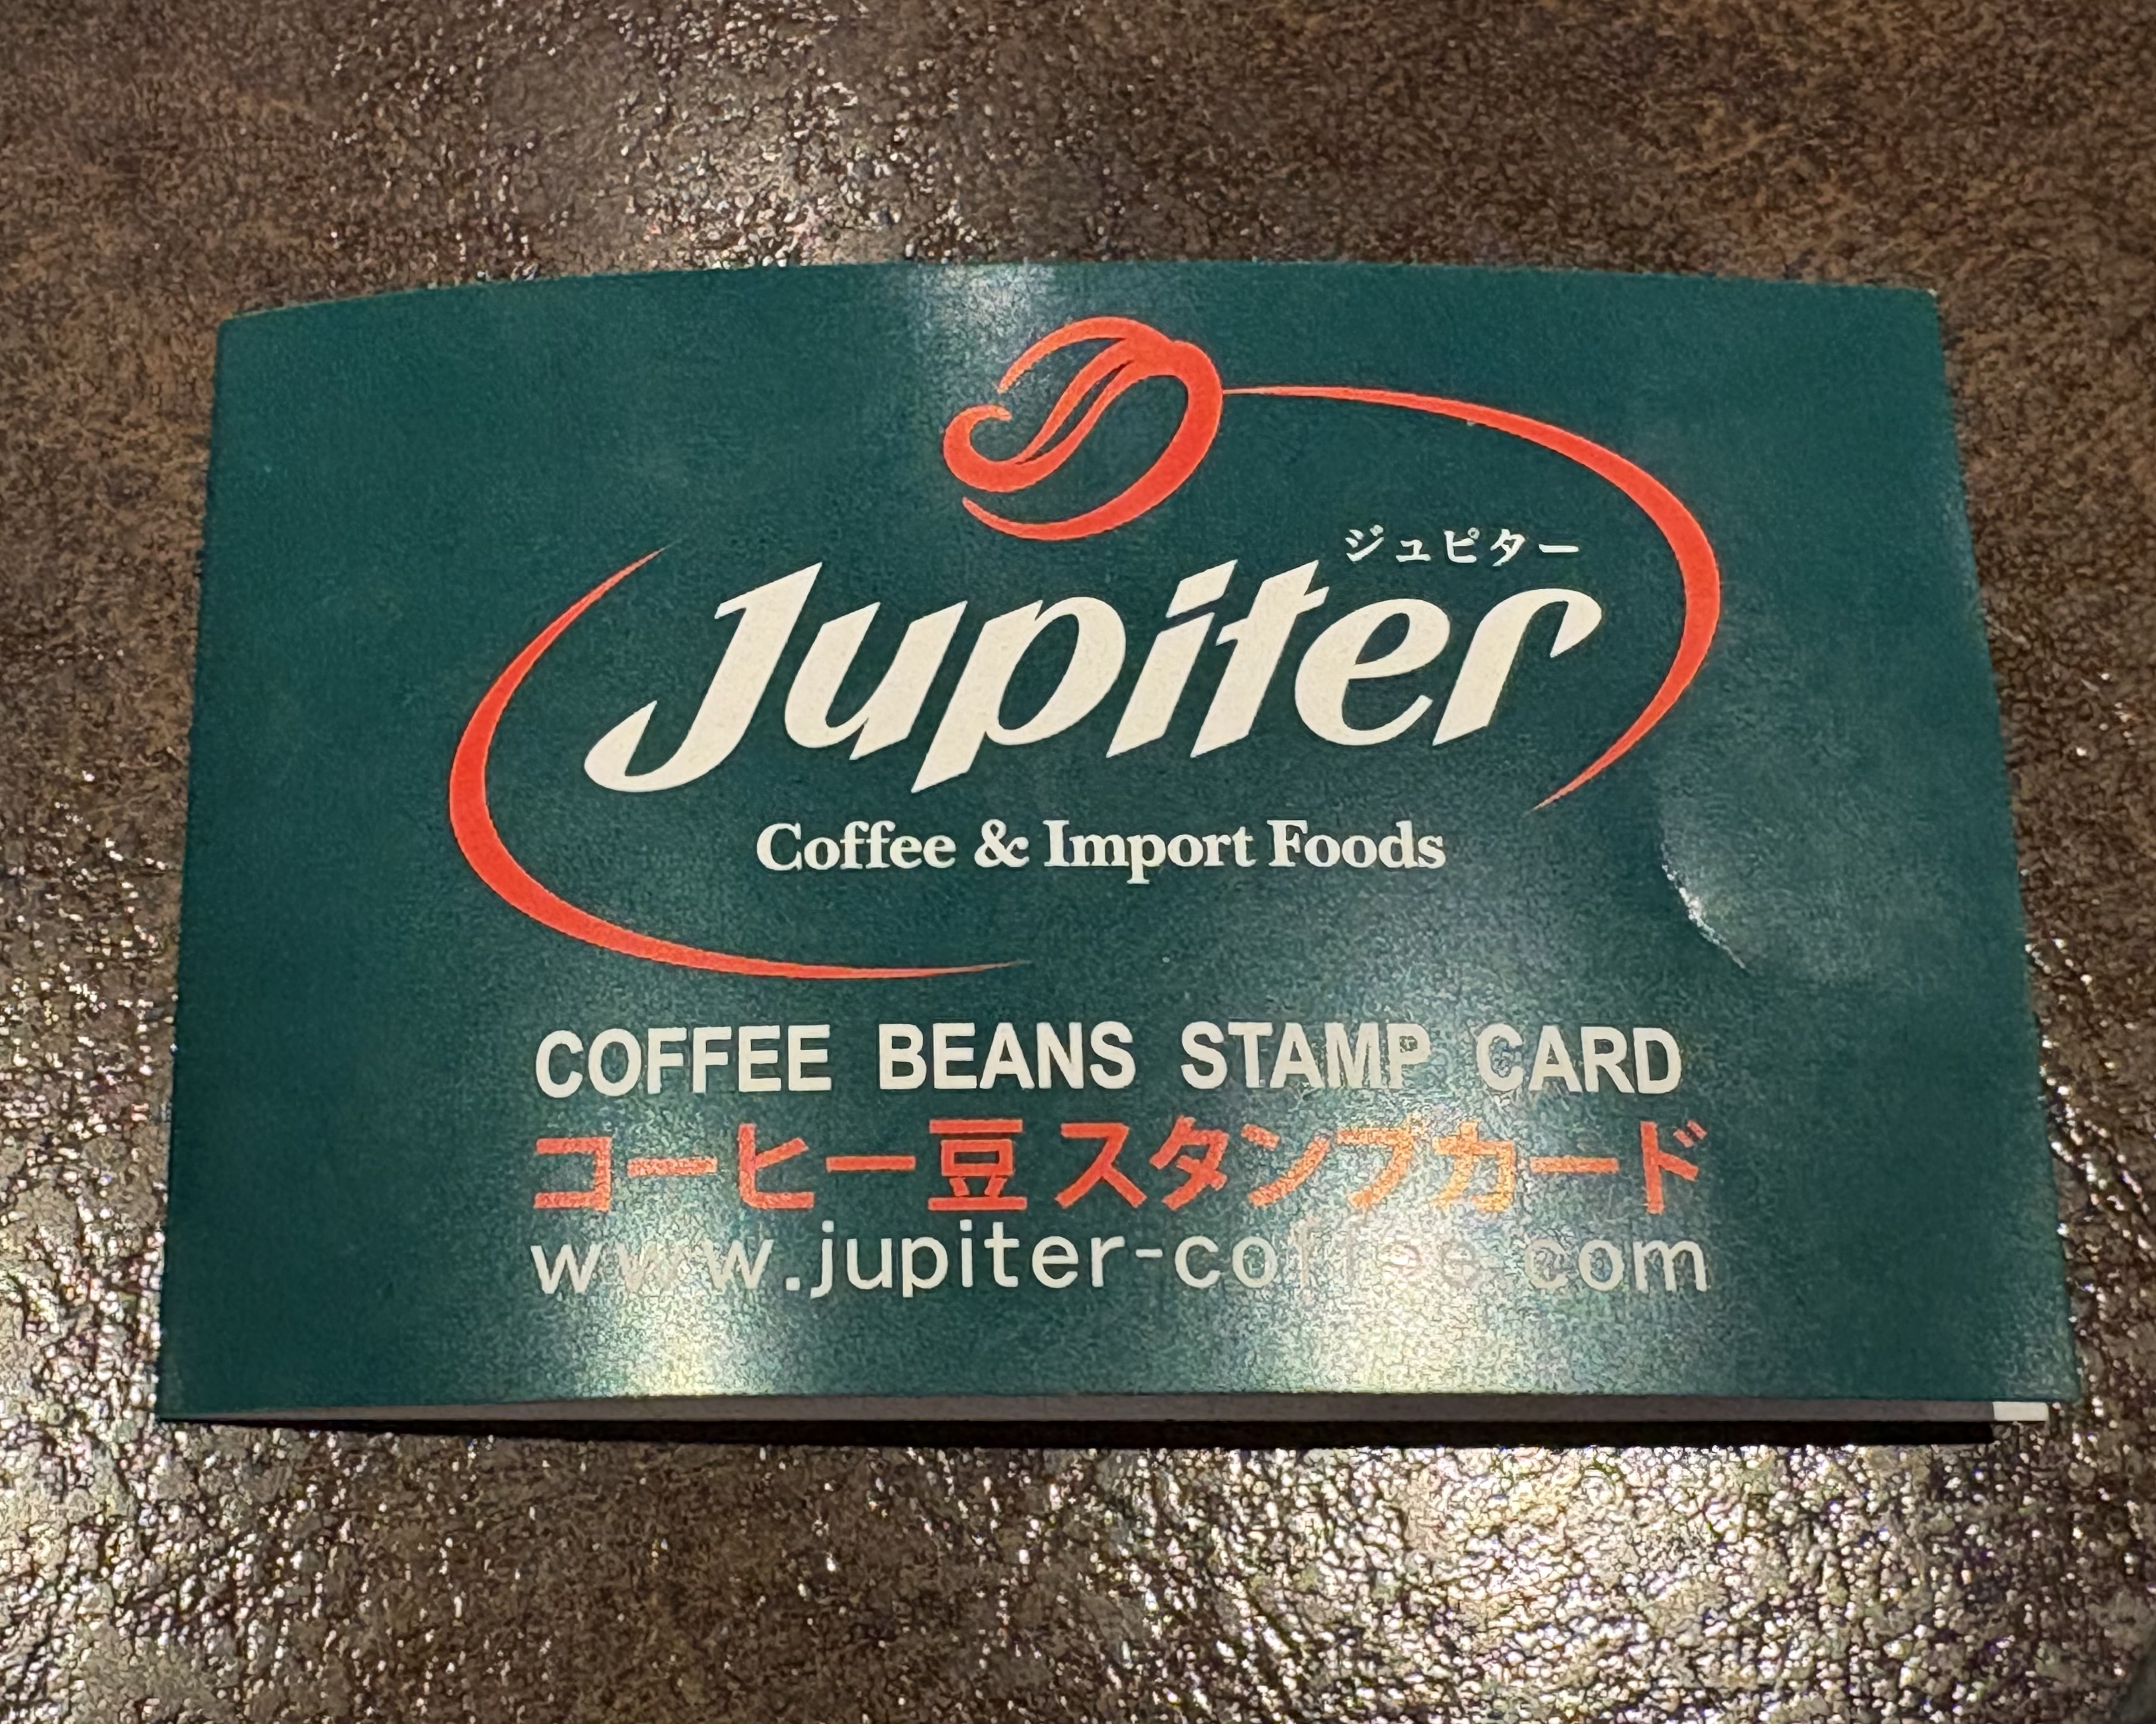 ジュピター
Jupiter
Coffee & Import Foods
COFFEE BEANS STAMP CARD
コーヒー豆スタンプカード
www.jupiter-coffee.com